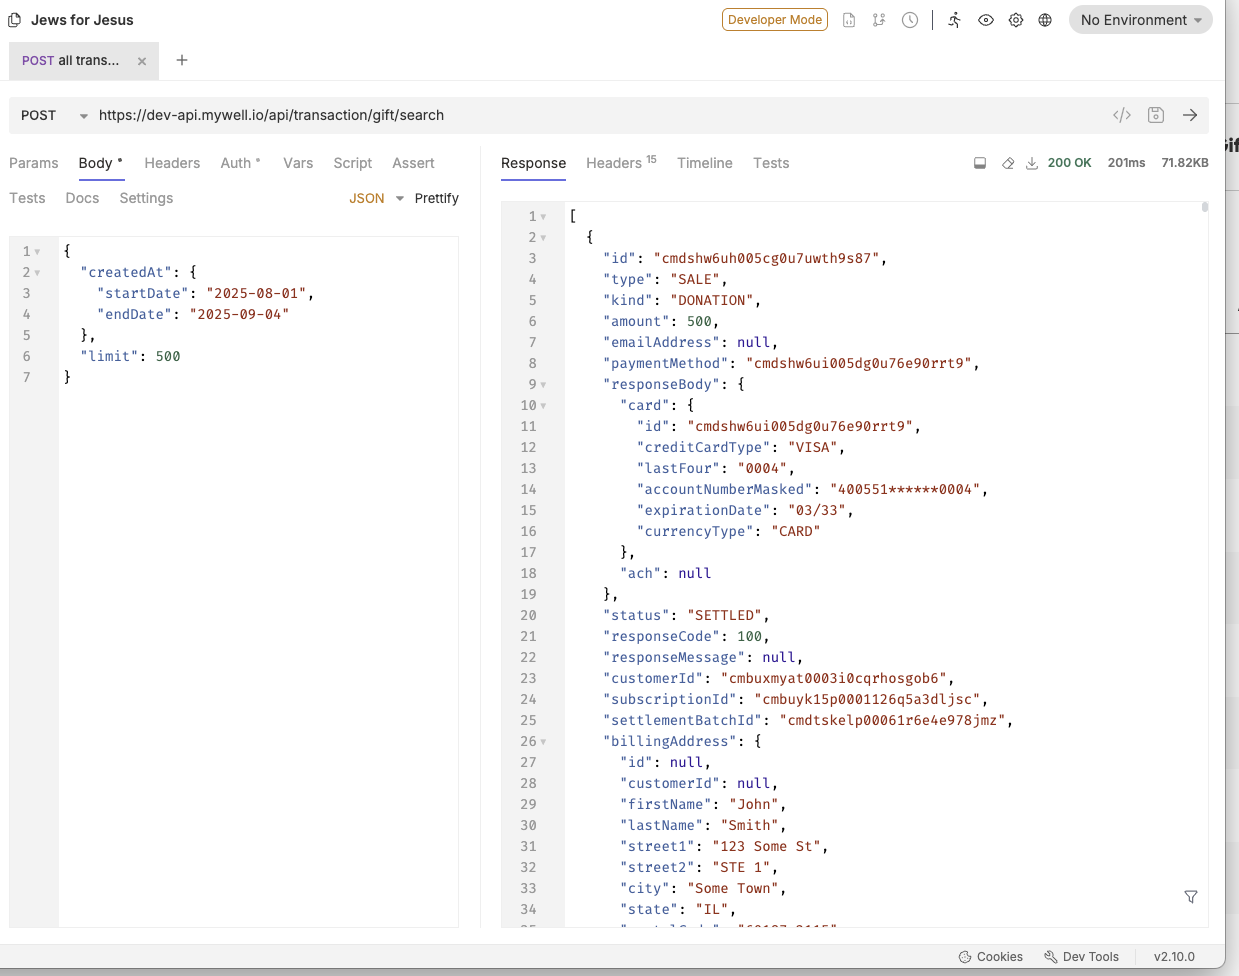 Jews for Jesus
Developer Mode
No Environment
POST all trans...
POST
https://dev-api.mywell.io/api/transaction/gift/search
Params
Body *
Headers
Auth *
Vars
Script
Assert
Tests
Docs
Settings
JSON
Prettify
1 {
2 "createdAt": {
3 "startDate": "2025-08-01",
4 "endDate": "2025-09-04"
5 },
6 "limit": 500
7 }
Response
Headers 15
Timeline
Tests
200 OK
201ms
71.82KB
1 [
2 {
3 "id": "cmdshw6uh005cg0u7uwth9s87",
4 "type": "SALE",
5 "kind": "DONATION",
6 "amount": 500,
7 "emailAddress": null,
8 "paymentMethod": "cmdshw6ui005dg0u76e90rrt9",
9 "responseBody": {
10 "card": {
11 "id": "cmdshw6ui005dg0u76e90rrt9",
12 "creditCardType": "VISA",
13 "lastFour": "0004",
14 "accountNumberMasked": "400551******0004",
15 "expirationDate": "03/33",
16 "currencyType": "CARD"
17 },
18 "ach": null
19 },
20 "status": "SETTLED",
21 "responseCode": 100,
22 "responseMessage": null,
23 "customerId": "cmbuxmyat0003i0cqrhosgob6",
24 "subscriptionId": "cmbuyk15p0001126q5a3dljsc",
25 "settlementBatchId": "cmdtskelp00061r6e4e978jmz",
26 "billingAddress": {
27 "id": null,
28 "customerId": null,
29 "firstName": "John",
30 "lastName": "Smith",
31 "street1": "123 Some St",
32 "street2": "STE 1",
33 "city": "Some Town",
34 "state": "IL",
Cookies
Dev Tools
v2.10.0